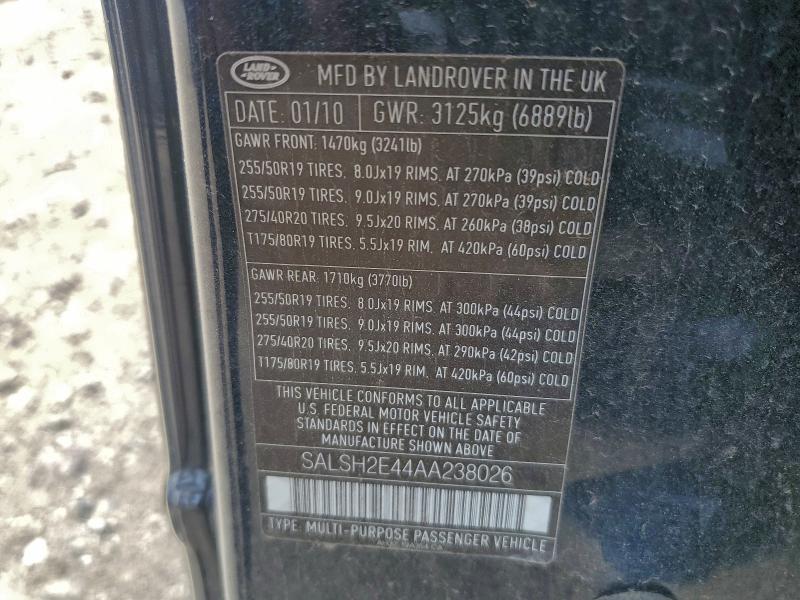 LAND-
ROVER
MFD BY LANDROVER IN THE UK
DATE: 01/10 GWR: 3125kg (6889lb)
GAWR FRONT: 1470kg (3241lb)
255/50R19 TIRES. 8.0Jx19 RIMS. AT 270kPa (39psi) COLD
255/50R19 TIRES. 9.0Jx19 RIMS. AT 270kPa (39psi) COLD
275/40R20 TIRES. 9.5Jx20 RIMS. AT 260kPa (38psi) COLD
T175/80R19 TIRES. 5.5Jx19 RIM. AT 420kPa (60psi) COLD
GAWR REAR: 1710kg (3770lb)
255/50R19 TIRES. 8.0Jx19 RIMS. AT 300kPa (44psi) COLD
255/50R19 TIRES. 9.0Jx19 RIMS. AT 300kPa (44psi) COLD
275/40R20 TIRES. 9.5Jx20 RIMS. AT 290kPa (42psi) COLD
T175/80R19 TIRES. 5.5Jx19 RIM. AT 420kPa (60psi) COLD
THIS VEHICLE CONFORMS TO ALL APPLICABLE
U.S. FEDERAL MOTOR VEHICLE SAFETY
STANDARDS IN EFFECT ON THE DATE OF
MANUFACTURE SHOWN ABOVE
SALSH2E44AA238026
TYPE: MULTI-PURPOSE PASSENGER VEHICLE